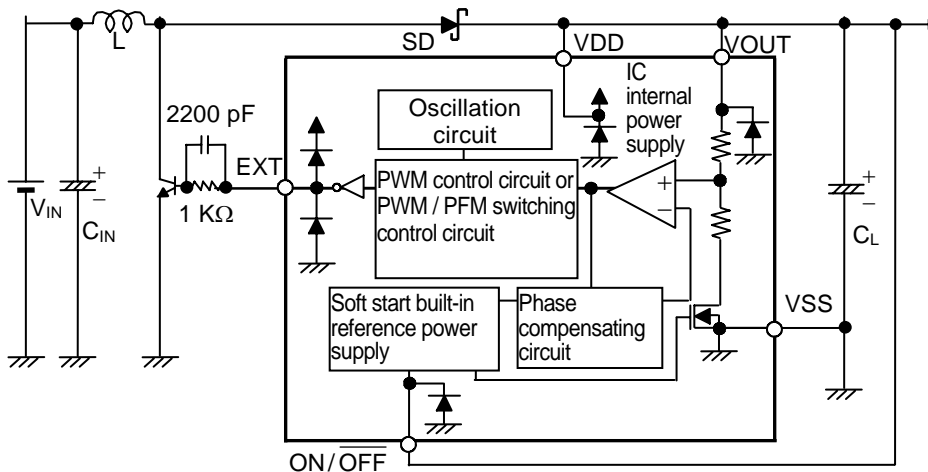 L
SD
VDD
VOUT
2200 pF
Oscillation
circuit
IC
internal
power
supply
EXT
+
−
VIN
+
−
CIN
1 KΩ
PWM control circuit or
PWM / PFM switching
control circuit
+
−
CL
Soft start built-in
reference power
supply
Phase
compensating
circuit
VSS
ON/OFF